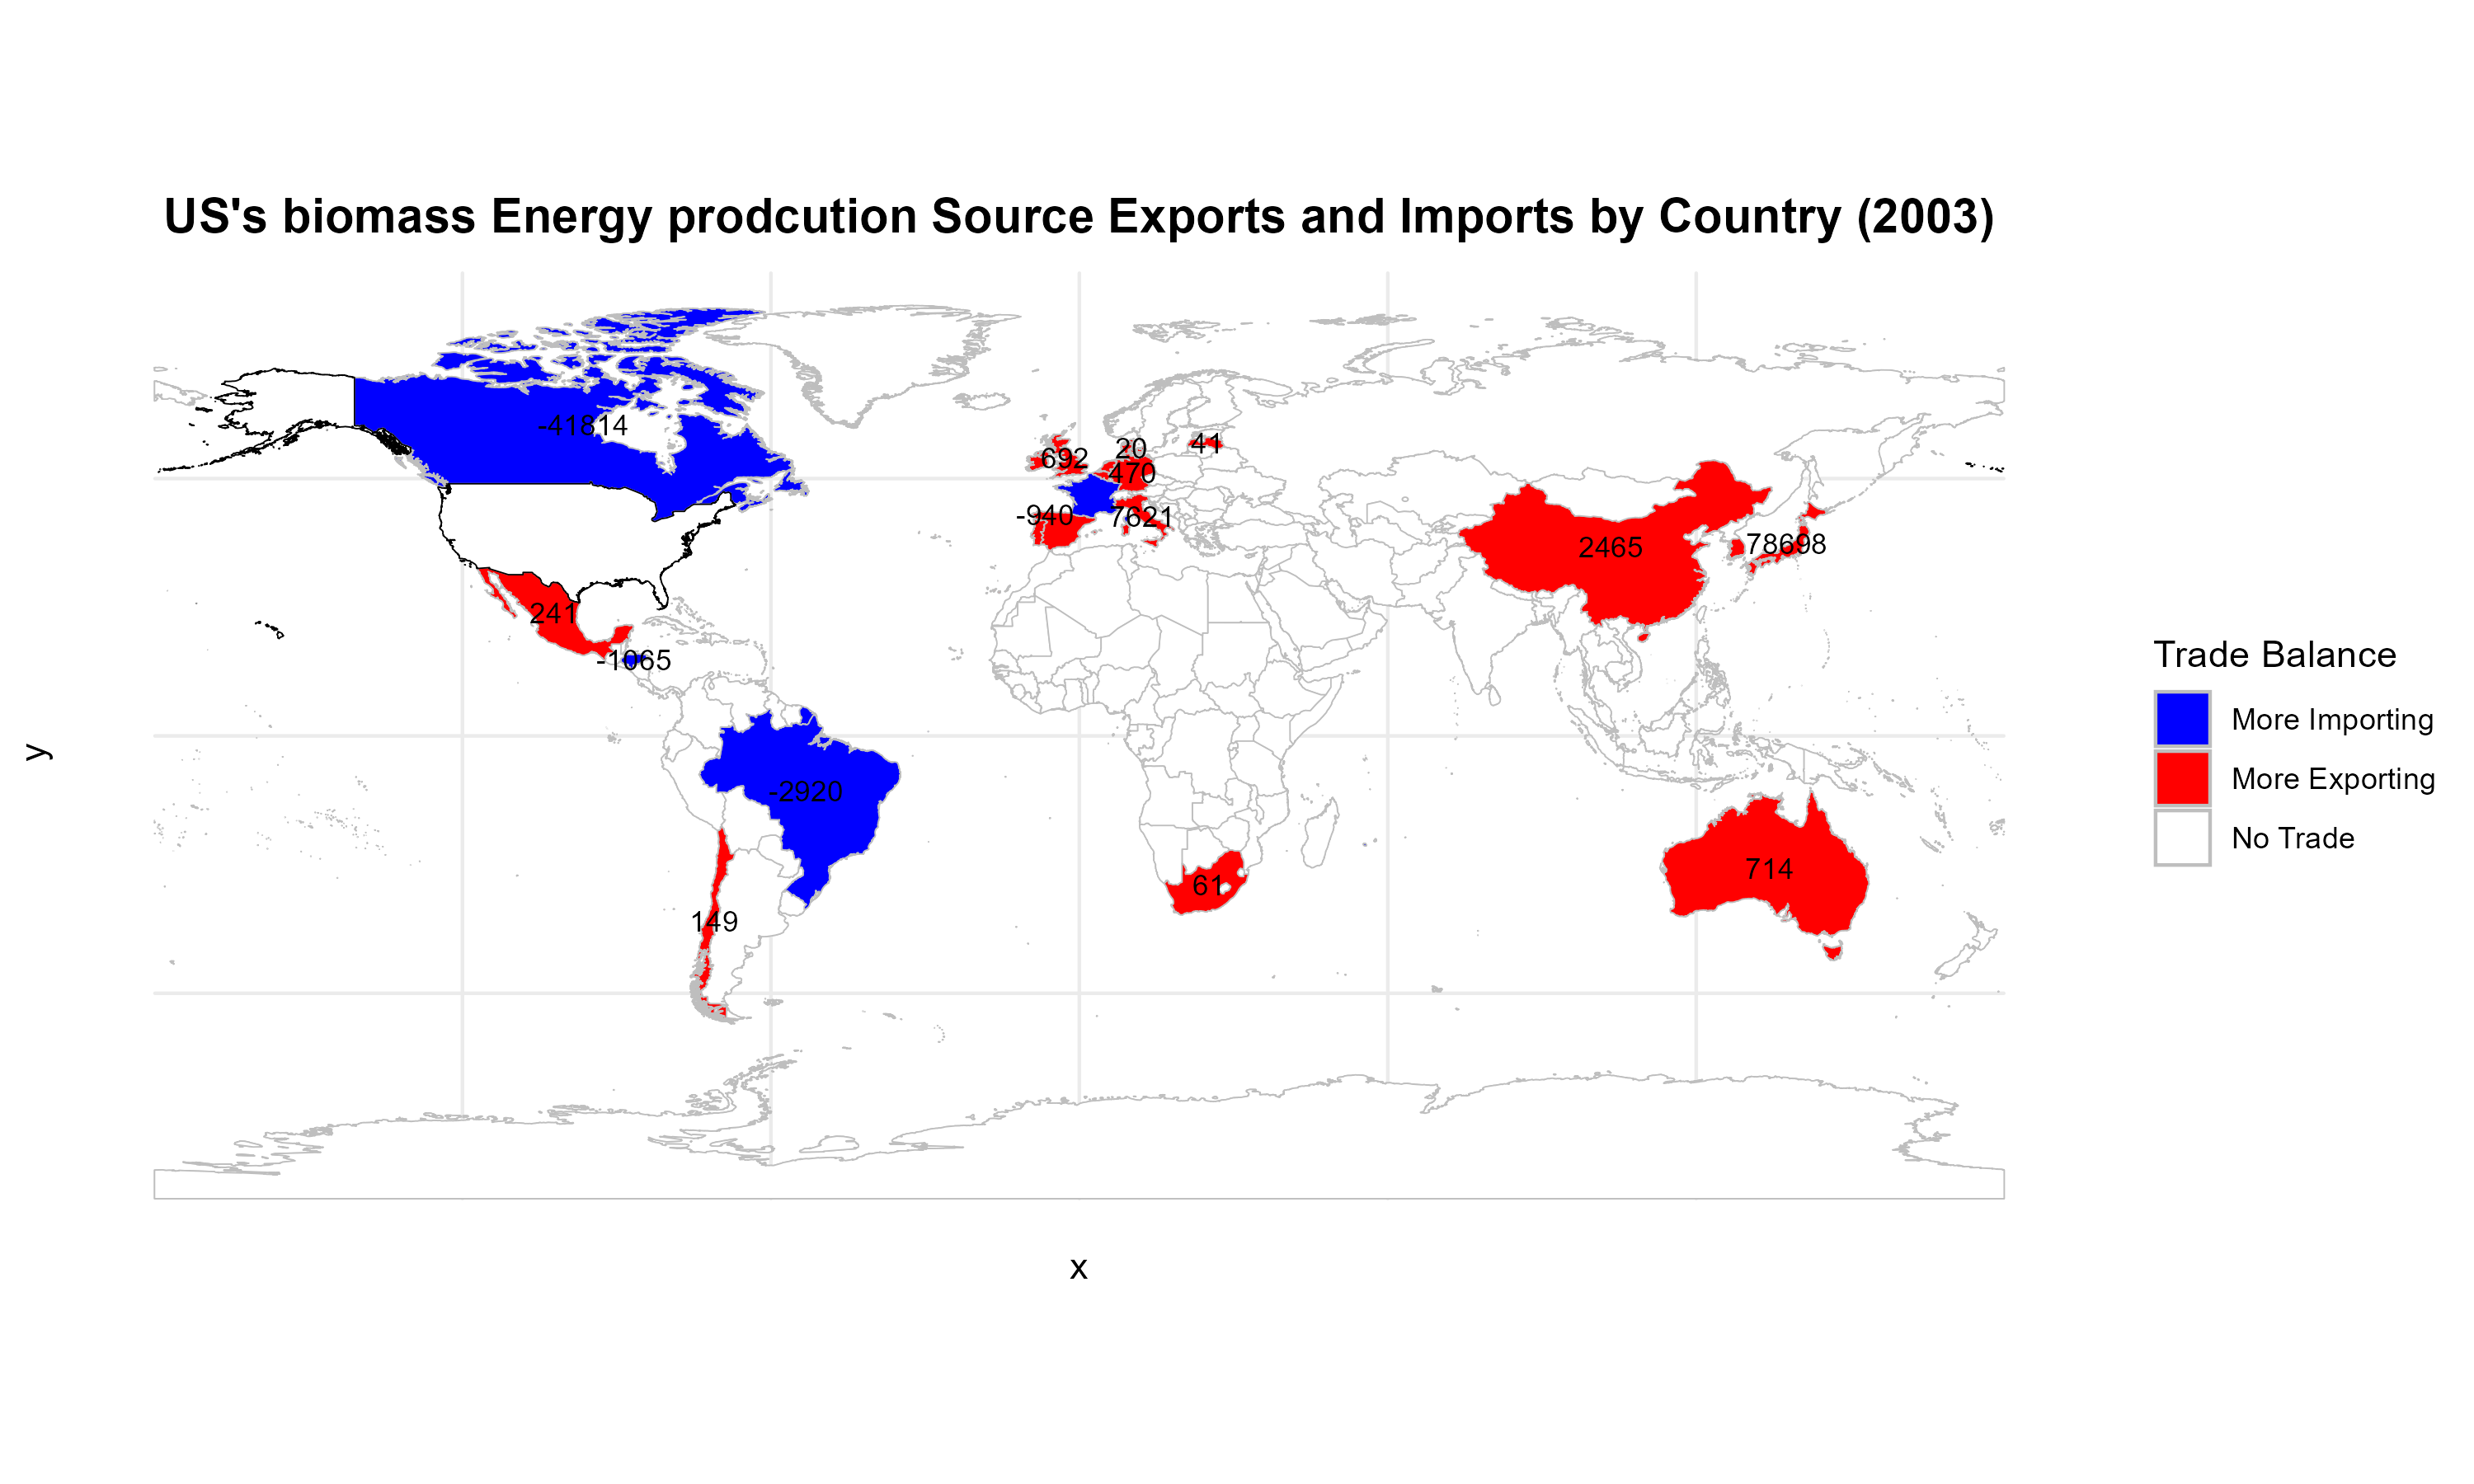 US's biomass Energy prodcution Source Exports and Imports by Country (2003)
-41814
20
41
692
470
-940
7621
2465
78698
241
-1065
-2920
714
61
149
y
x
Trade Balance
More Importing
More Exporting
No Trade